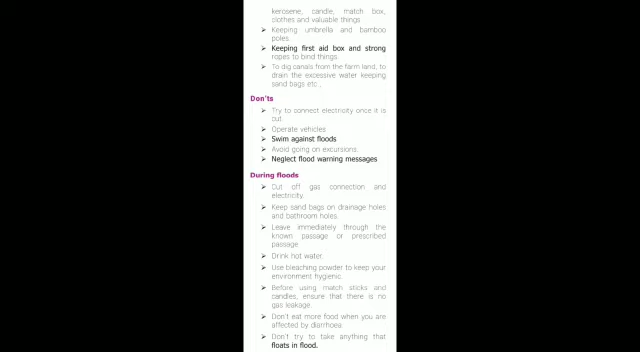 kerosene, candle, match box,
clothes and valuable things
➢ Keeping umbrella and bamboo
poles.
➢ Keeping first aid box and strong
ropes to bind things
➢ To dig canals from the farm land, to
drain the excessive water keeping
sand bags etc.,
Don'ts
➢ Try to connect electricity once it is
cut
➢ Operate vehicles
➢ Swim against floods
➢ Avoid going on excursions.
➢ Neglect flood warning messages
During floods
➢ Cut off gas connection and
electricity.
➢ Keep sand bags on drainage holes
and bathroom holes.
➢ Leave immediately through the
known passage or prescribed
passage.
➢ Drink hot water.
➢ Use bleaching powder to keep your
environment hygienic.
➢ Before using match sticks and
candles, ensure that there is no
gas leakage.
➢ Don't eat more food when you are
affected by diarrhoea
➢ Don't try to take anything that
floats in flood.